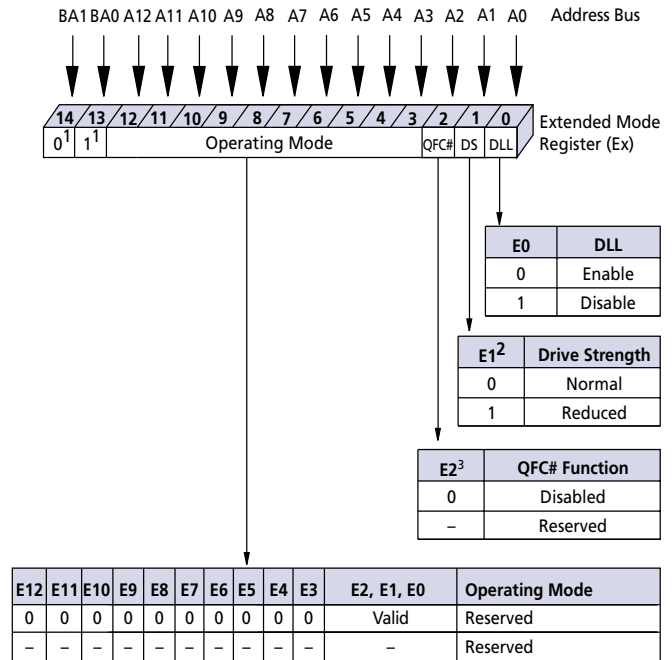 BA1 BA0 A12 A11 A10 A9 A8 A7 A6 A5 A4 A3 A2 A1 A0 Address Bus
14 13 12 11 10 9 8 7 6 5 4 3 2 1 0 Extended Mode
0¹ 1¹ Operating Mode QFC# DS DLL Register (Ex)
E0 DLL
0 Enable
1 Disable
E1² Drive Strength
0 Normal
1 Reduced
E2³ QFC# Function
0 Disabled
– Reserved
E12 E11 E10 E9 E8 E7 E6 E5 E4 E3 E2, E1, E0 Operating Mode
0 0 0 0 0 0 0 0 0 0 Valid Reserved
– – – – – – – – – – – Reserved